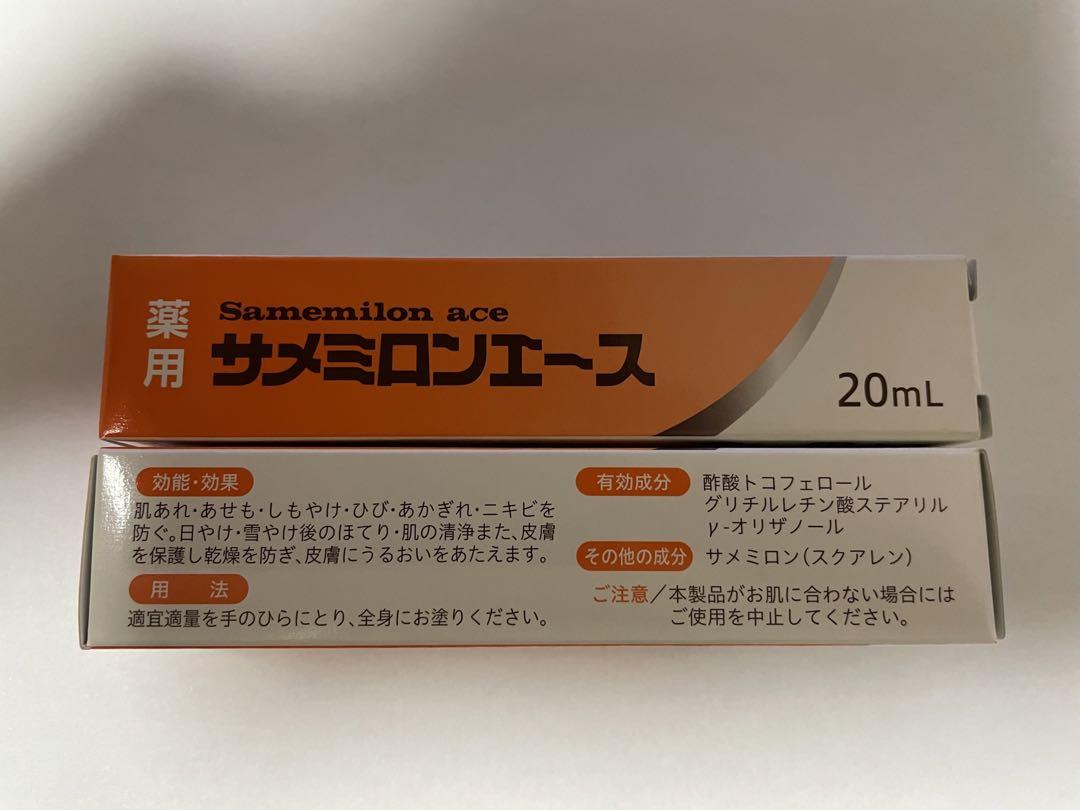 薬用
Samemilon ace
サメミロンエース
20mL
効能・効果
肌あれ・あせも・しもやけ・ひび・あかぎれ・ニキビを
防ぐ。日やけ・雪やけ後のほてり・肌の清浄また、皮膚
を保護し乾燥を防ぎ、皮膚にうるおいをあたえます。
用 法
適宜適量を手のひらにとり、全身にお塗りください。
有効成分 酢酸トコフェロール
グリチルレチン酸ステアリル
γ-オリザノール
その他の成分 サメミロン(スクアレン)
ご注意/本製品がお肌に合わない場合には
ご使用を中止してください。